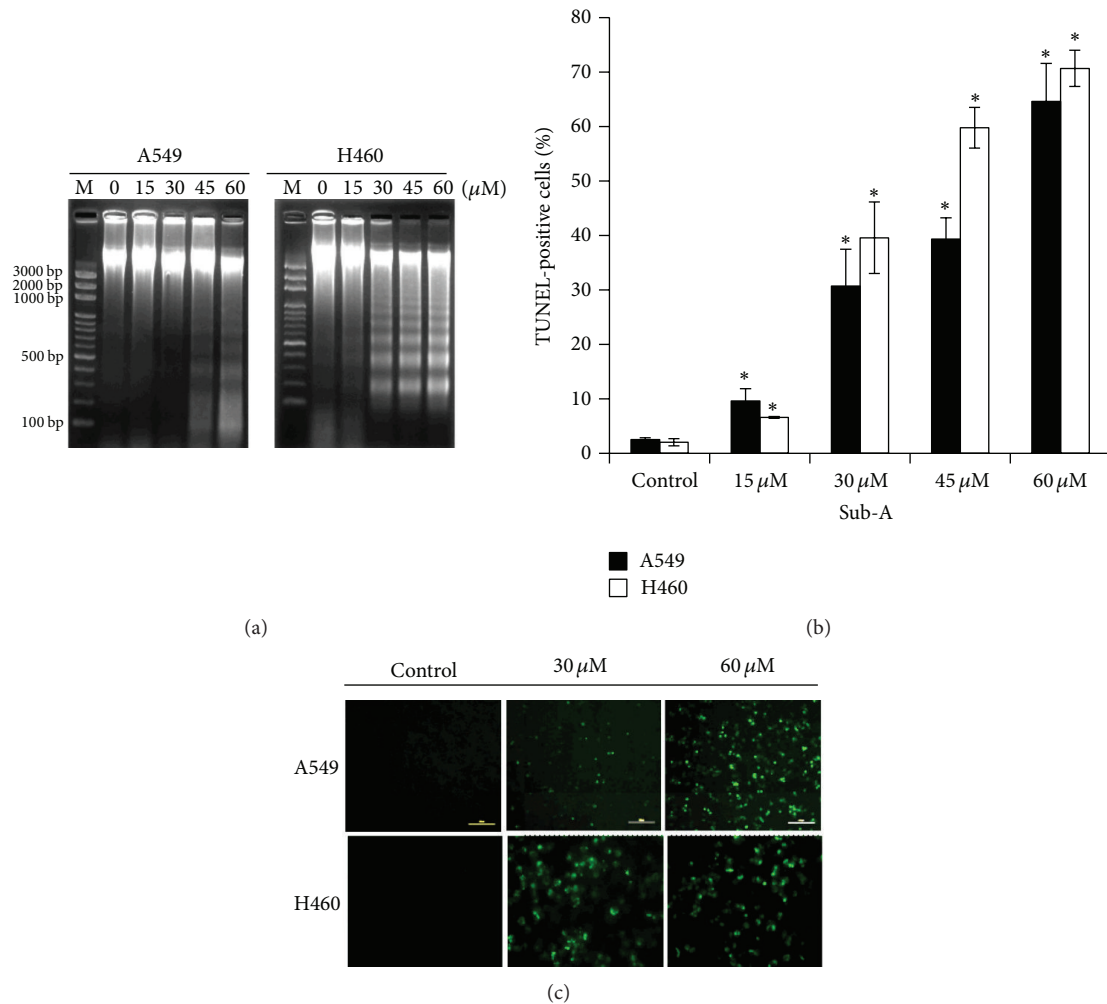 A549
H460
M 0 15 30 45 60
M 0 15 30 45 60 (μM)
3000 bp
2000 bp
1000 bp
500 bp
100 bp
(a)
80
70
60
50
40
30
20
10
0
TUNEL-positive cells (%)
* * * * * * * *
Control 15 μM 30 μM 45 μM 60 μM
Sub-A
A549
H460
(b)
Control 30 μM 60 μM
A549
H460
(c)